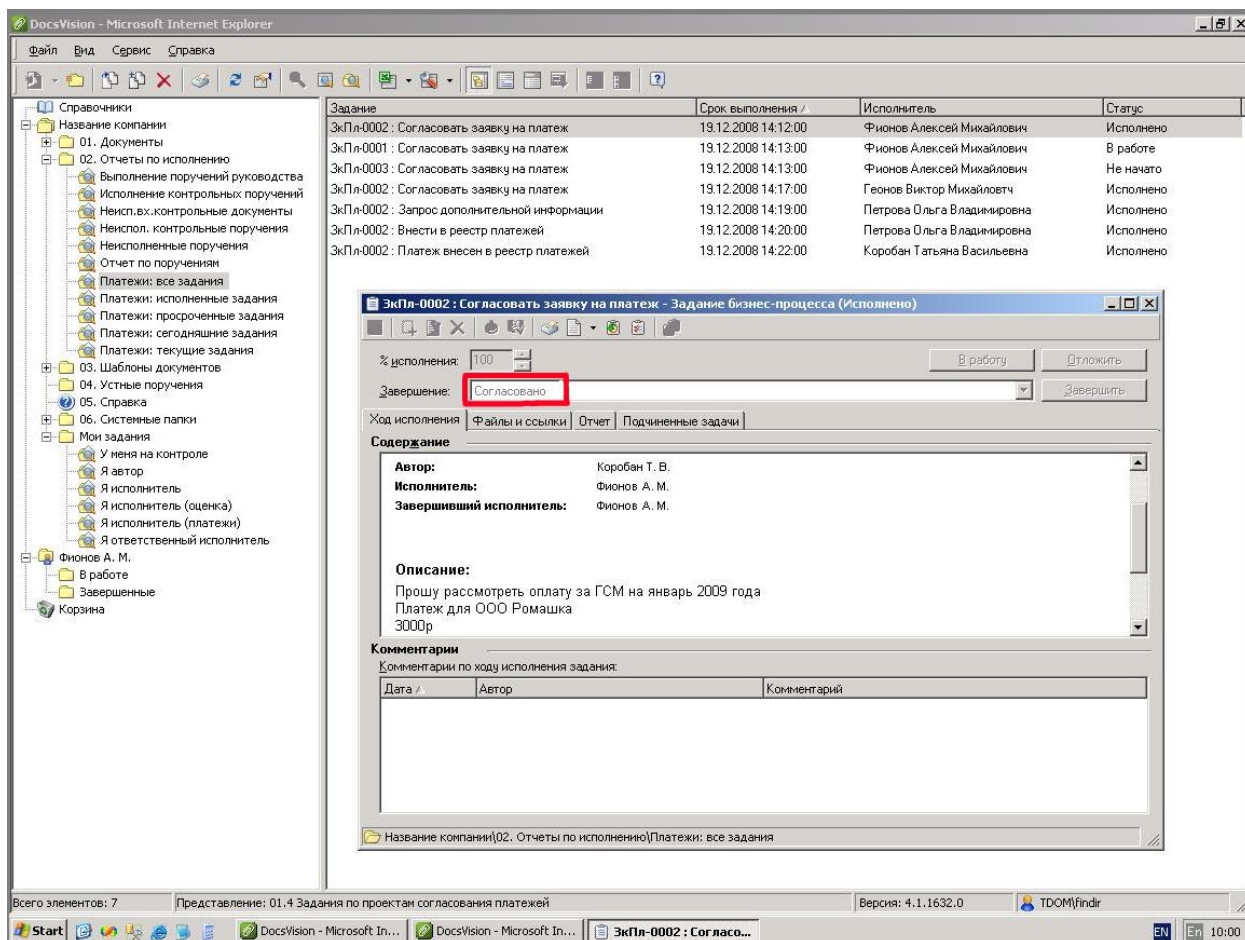 DocsVision - Microsoft Internet Explorer
Файл Вид Сервис Справка
Справочники
Название компании
01. Документы
02. Отчеты по исполнению
Выполнение поручений руководства
Исполнение контрольных поручений
Неисп.вх.контрольные документы
Неиспол. контрольные поручения
Неисполненные поручения
Отчет по поручениям
Платежи: все задания
Платежи: исполненные задания
Платежи: просроченные задания
Платежи: сегодняшние задания
Платежи: текущие задания
03. Шаблоны документов
04. Устные поручения
05. Справка
06. Системные папки
Мои задания
У меня на контроле
Я автор
Я исполнитель
Я исполнитель (оценка)
Я исполнитель (платежи)
Я ответственный исполнитель
Фионов А. М.
В работе
Завершенные
Корзина
Задание Срок выполнения Исполнитель Статус
ЗкПл-0002 : Согласовать заявку на платеж 19.12.2008 14:12:00 Фионов Алексей Михайлович Исполнено
ЗкПл-0001 : Согласовать заявку на платеж 19.12.2008 14:13:00 Фионов Алексей Михайлович В работе
ЗкПл-0003 : Согласовать заявку на платеж 19.12.2008 14:13:00 Фионов Алексей Михайлович Не начато
ЗкПл-0002 : Согласовать заявку на платеж 19.12.2008 14:17:00 Геонов Виктор Михайловтч Исполнено
ЗкПл-0002 : Запрос дополнительной информации 19.12.2008 14:19:00 Петрова Ольга Владимировна Исполнено
ЗкПл-0002 : Внести в реестр платежей 19.12.2008 14:20:00 Петрова Ольга Владимировна Исполнено
ЗкПл-0002 : Платеж внесен в реестр платежей 19.12.2008 14:22:00 Коробан Татьяна Васильевна Исполнено
ЗкПл-0002 : Согласовать заявку на платеж - Задание бизнес-процесса (Исполнено)
% исполнения: 100 В работу Отложить
Завершение: Согласовано Завершить
Ход исполнения Файлы и ссылки Отчет Подчиненные задачи
Содержание
Автор: Коробан Т. В.
Исполнитель: Фионов А. М.
Завершивший исполнитель: Фионов А. М.
Описание:
Прошу рассмотреть оплату за ГСМ на январь 2009 года
Платеж для ООО Ромашка
3000р
Комментарии
Комментарии по ходу исполнения задания:
Дата Автор Комментарий
Название компании\02. Отчеты по исполнению\Платежи: все задания
Всего элементов: 7 Представление: 01.4 Задания по проектам согласования платежей Версия: 4.1.1632.0 TDOM\findir
Start DocsVision - Microsoft In... DocsVision - Microsoft In... ЗкПл-0002 : Согласо... EN En 10:00